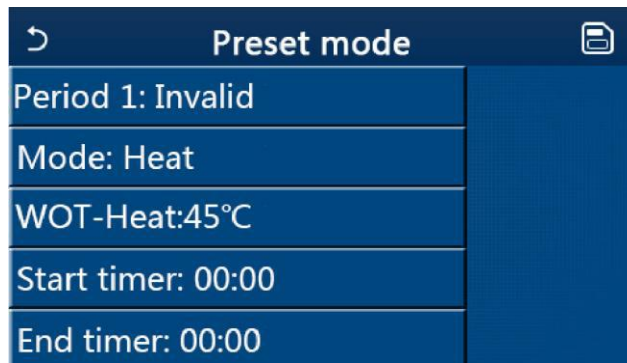 Preset mode
Period 1: Invalid
Mode: Heat
WOT-Heat:45℃
Start timer: 00:00
End timer: 00:00